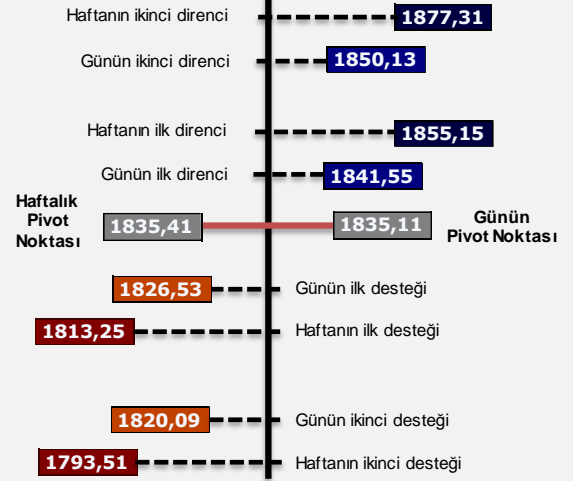 Haftanın ikinci direnci
1877,31
Günün ikinci direnci
1850,13
Haftanın ilk direnci
1855,15
Günün ilk direnci
1841,55
Haftalık
Pivot
Noktası
1835,41
1835,11
Günün
Pivot Noktası
1826,53
Günün ilk desteği
1813,25
Haftanın ilk desteği
1820,09
Günün ikinci desteği
1793,51
Haftanın ikinci desteği